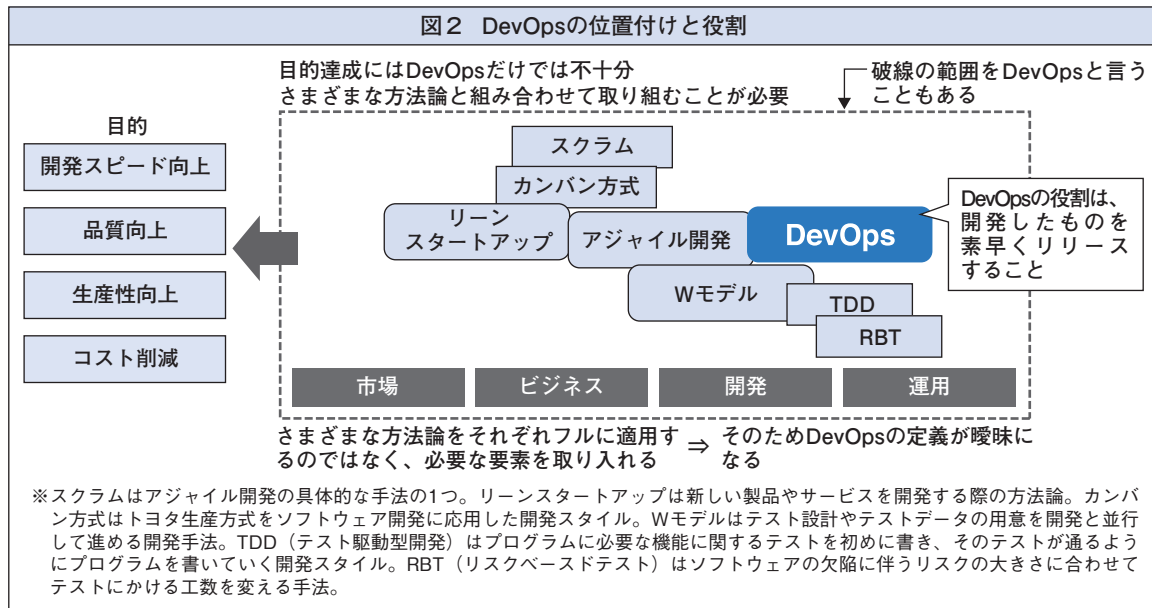 図2 DevOpsの位置付けと役割
目的達成にはDevOpsだけでは不十分
さまざまな方法論と組み合わせて取り組むことが必要
破線の範囲をDevOpsと言う
こともある
目的
開発スピード向上
品質向上
生産性向上
コスト削減
スクラム
カンバン方式
リーン
スタートアップ
アジャイル開発
DevOps
DevOpsの役割は、
開発したものを
素早くリリース
すること
Wモデル
TDD
RBT
市場
ビジネス
開発
運用
さまざまな方法論をそれぞれフルに適用す
るのではなく、必要な要素を取り入れる
⇒
そのためDevOpsの定義が曖昧に
なる
※スクラムはアジャイル開発の具体的な手法の1つ。リーンスタートアップは新しい製品やサービスを開発する際の方法論。カンバ
ン方式はトヨタ生産方式をソフトウェア開発に応用した開発スタイル。Wモデルはテスト設計やテストデータの用意を開発と並行
して進める開発手法。TDD（テスト駆動型開発）はプログラムに必要な機能に関するテストを初めに書き、そのテストが通るよう
にプログラムを書いていく開発スタイル。RBT（リスクベースドテスト）はソフトウェアの欠陥に伴うリスクの大きさに合わせて
テストにかける工数を変える手法。